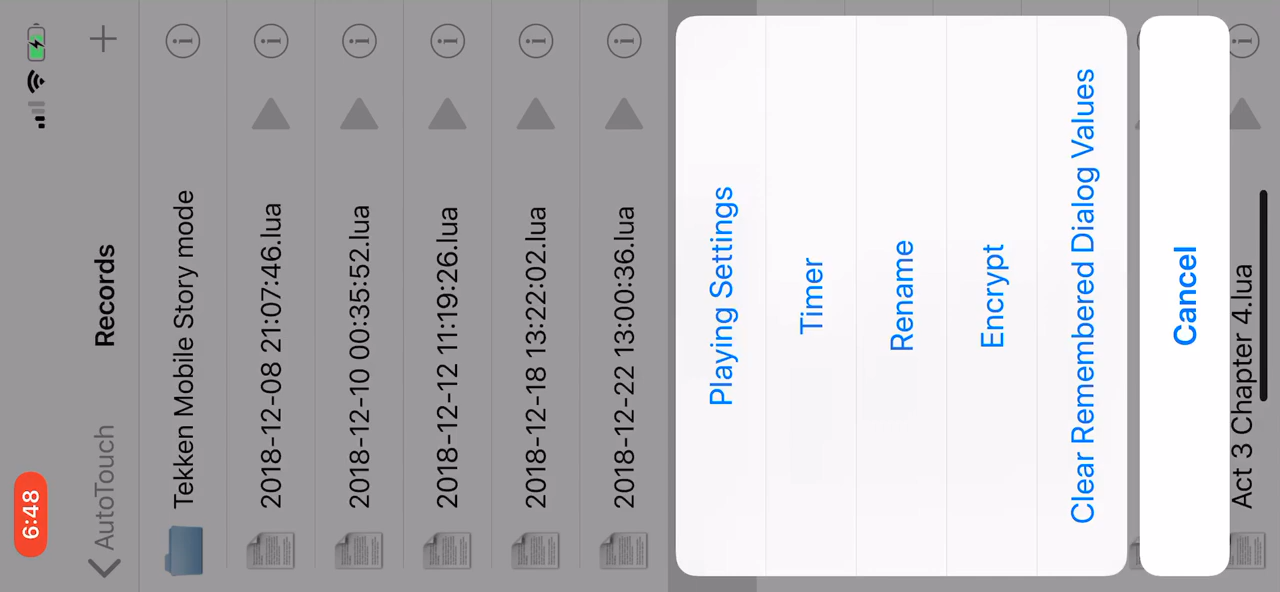 6:48
AutoTouch
Records
Tekken Mobile Story mode
2018-12-08 21:07:46.lua
2018-12-10 00:35:52.lua
2018-12-12 11:19:26.lua
2018-12-18 13:22:02.lua
2018-12-22 13:00:36.lua
Playing Settings
Timer
Rename
Encrypt
Clear Remembered Dialog Values
Cancel
Act 3 Chapter 4.lua